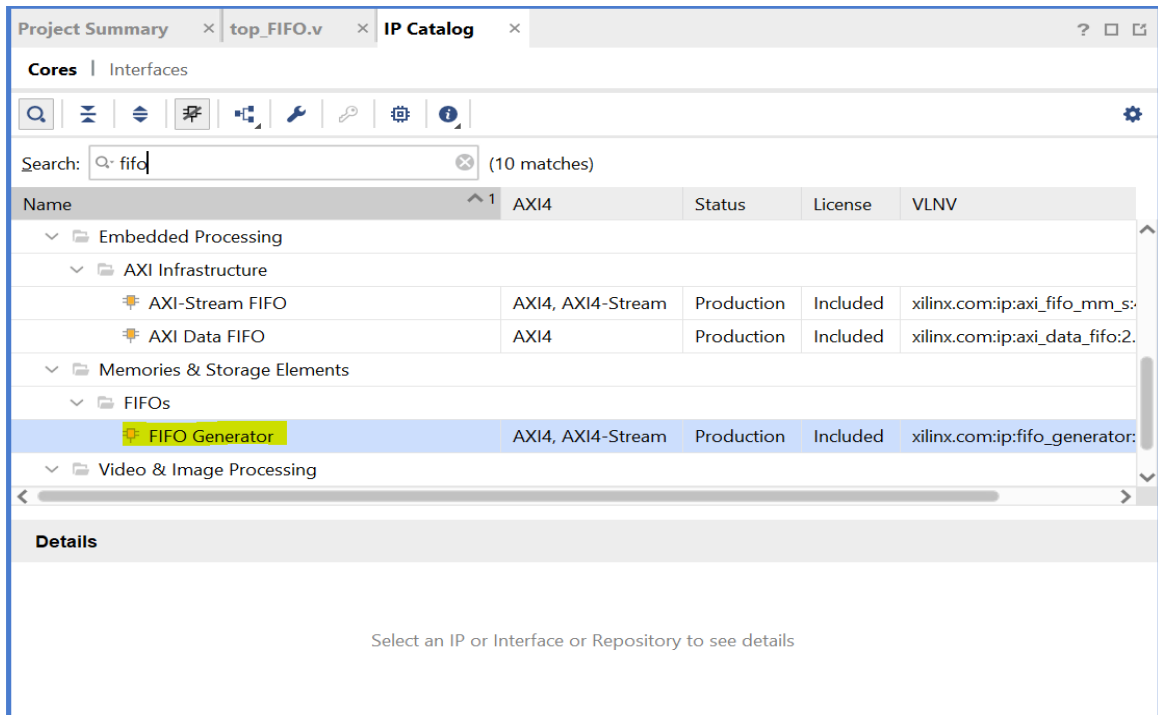 Project Summary × top_FIFO.v × IP Catalog × ?
Cores | Interfaces
Search: fifo (10 matches)
Name 1 AXI4 Status License VLNV
Embedded Processing
AXI Infrastructure
AXI-Stream FIFO AXI4, AXI4-Stream Production Included xilinx.com:ip:axi_fifo_mm_s:
AXI Data FIFO AXI4 Production Included xilinx.com:ip:axi_data_fifo:2.
Memories & Storage Elements
FIFOs
FIFO Generator AXI4, AXI4-Stream Production Included xilinx.com:ip:fifo_generator:
Video & Image Processing
Details
Select an IP or Interface or Repository to see details